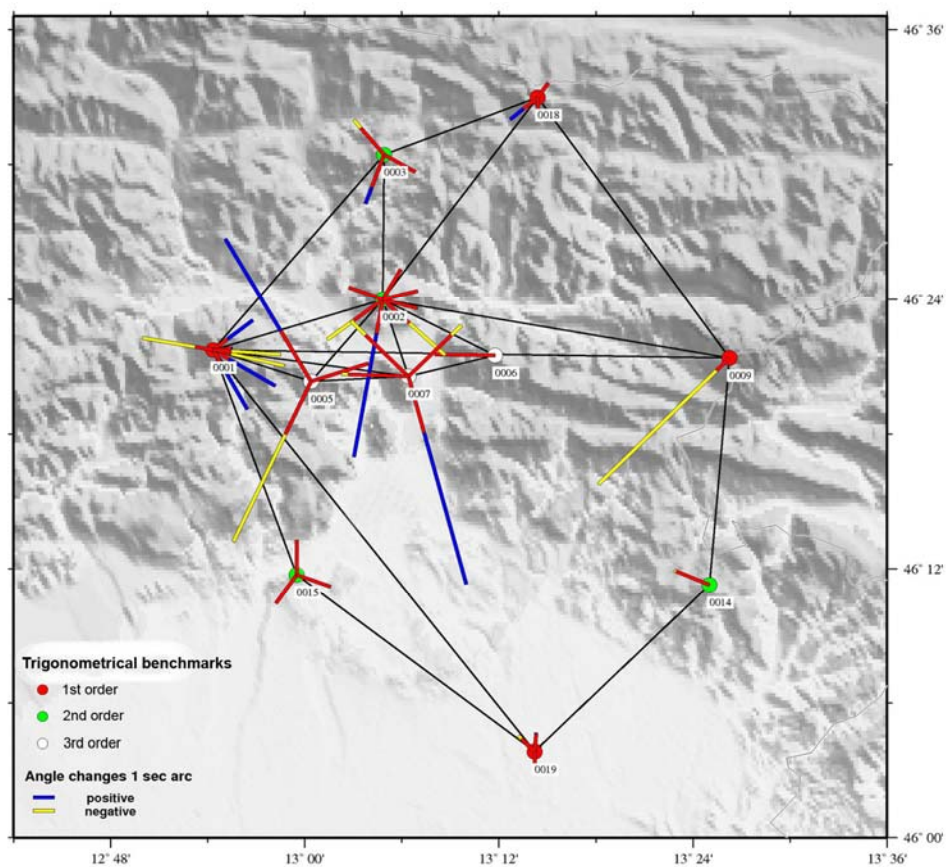 46° 36'
0018
0003
46° 24'
0002
0001
0006
0009
0005
0007
46° 12'
0015
0014
Trigonometrical benchmarks
1st order
2nd order
3rd order
0019
Angle changes 1 sec arc
positive
negative
46° 00'
12° 48'
13° 00'
13° 12'
13° 24'
13° 36'